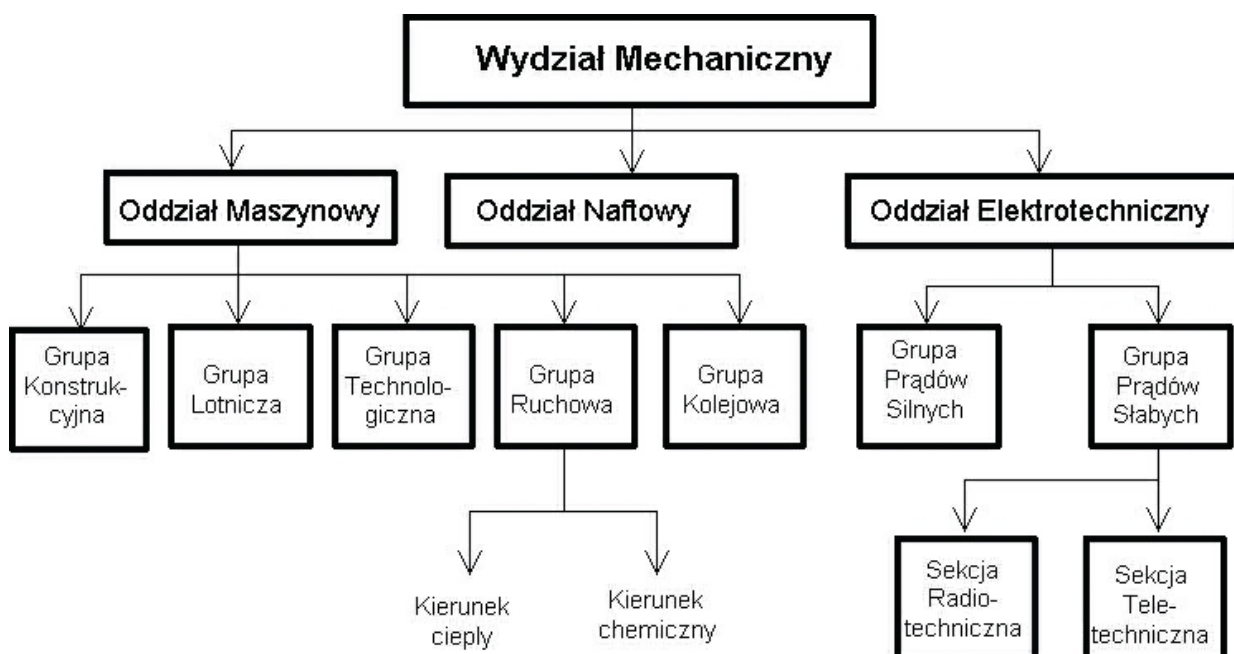 Wydział Mechaniczny
Oddział Maszynowy
Oddział Naftowy
Oddział Elektrotechniczny
Grupa
Konstruk-
cyjna
Grupa
Lotnicza
Grupa
Technolo-
giczna
Grupa
Ruchowa
Grupa
Kolejowa
Grupa
Prądów
Silnych
Grupa
Prądów
Słabych
Kierunek
cieply
Kierunek
chemiczny
Sekcja
Radio-
techniczna
Sekcja
Tele-
techniczna